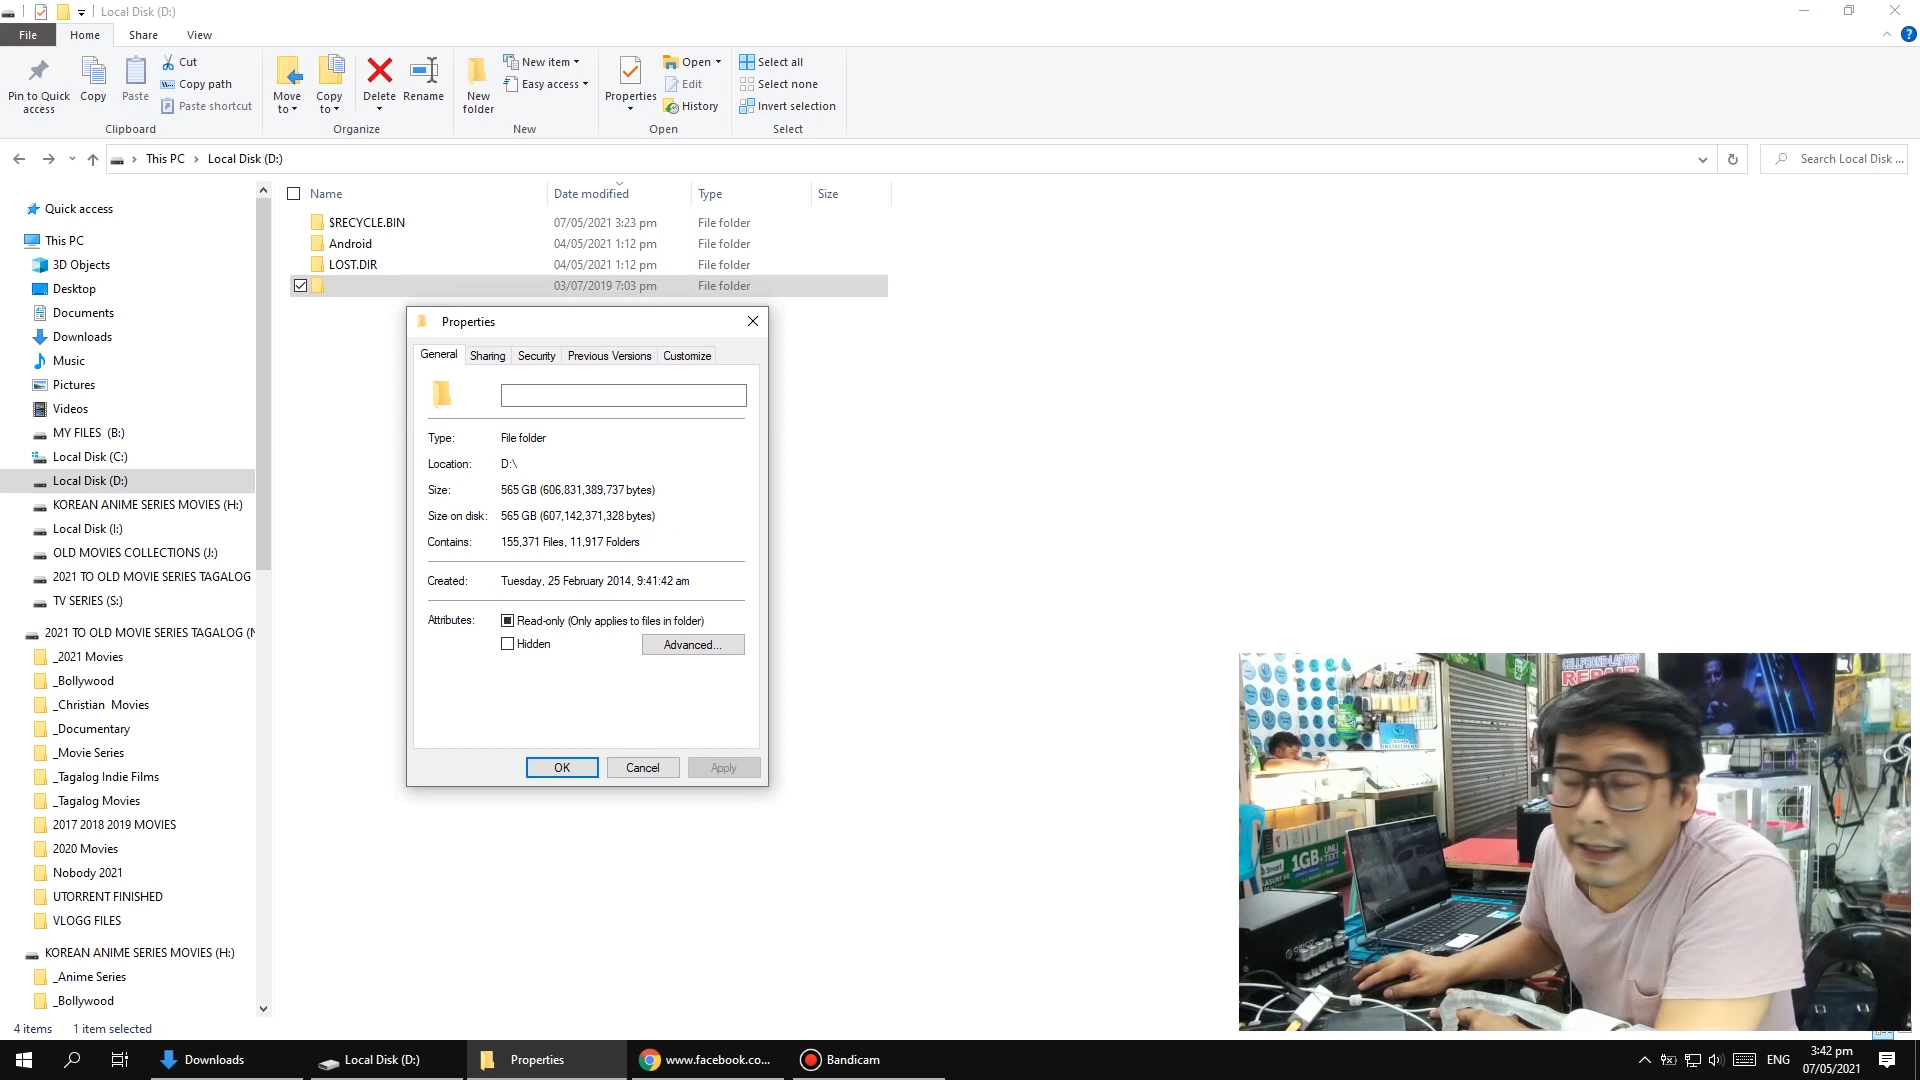 Local Disk (D:)
File
Home
Share
View
Pin to Quick access
Copy
Paste
Cut
Copy path
Paste shortcut
Clipboard
Move to
Copy to
Delete
Rename
Organize
New folder
New item
Easy access
New
Properties
Open
Edit
History
Open
Select all
Select none
Invert selection
Select
This PC
Local Disk (D:)
Search Local Disk ...
Quick access
This PC
3D Objects
Desktop
Documents
Downloads
Music
Pictures
Videos
MY FILES (B:)
Local Disk (C:)
Local Disk (D:)
KOREAN ANIME SERIES MOVIES (H:)
Local Disk (I:)
OLD MOVIES COLLECTIONS (J:)
2021 TO OLD MOVIE SERIES TAGALOG
TV SERIES (S:)
2021 TO OLD MOVIE SERIES TAGALOG (
_2021 Movies
_Bollywood
_Christian Movies
_Documentary
_Movie Series
_Tagalog Indie Films
_Tagalog Movies
2017 2018 2019 MOVIES
2020 Movies
Nobody 2021
UTORRENT FINISHED
VLOGG FILES
KOREAN ANIME SERIES MOVIES (H:)
_Anime Series
_Bollywood
Name Date modified Type Size
$RECYCLE.BIN 07/05/2021 3:23 pm File folder
Android 04/05/2021 1:12 pm File folder
LOST.DIR 04/05/2021 1:12 pm File folder
03/07/2019 7:03 pm File folder
Properties
General Sharing Security Previous Versions Customize
Type: File folder
Location: D:\
Size: 565 GB (606,831,389,737 bytes)
Size on disk: 565 GB (607,142,371,328 bytes)
Contains: 155,371 Files, 11,917 Folders
Created: Tuesday, 25 February 2014, 9:41:42 am
Attributes: Read-only (Only applies to files in folder)
Hidden
Advanced...
OK
Cancel
Apply
CELLPHONE-LAPTOP
REPAIR
Smart
1GB
UNLI
TEXT
ORICO
4 items 1 item selected
Downloads
Local Disk (D:)
Properties
www.facebook.co...
Bandicam
ENG
3:42 pm
07/05/2021